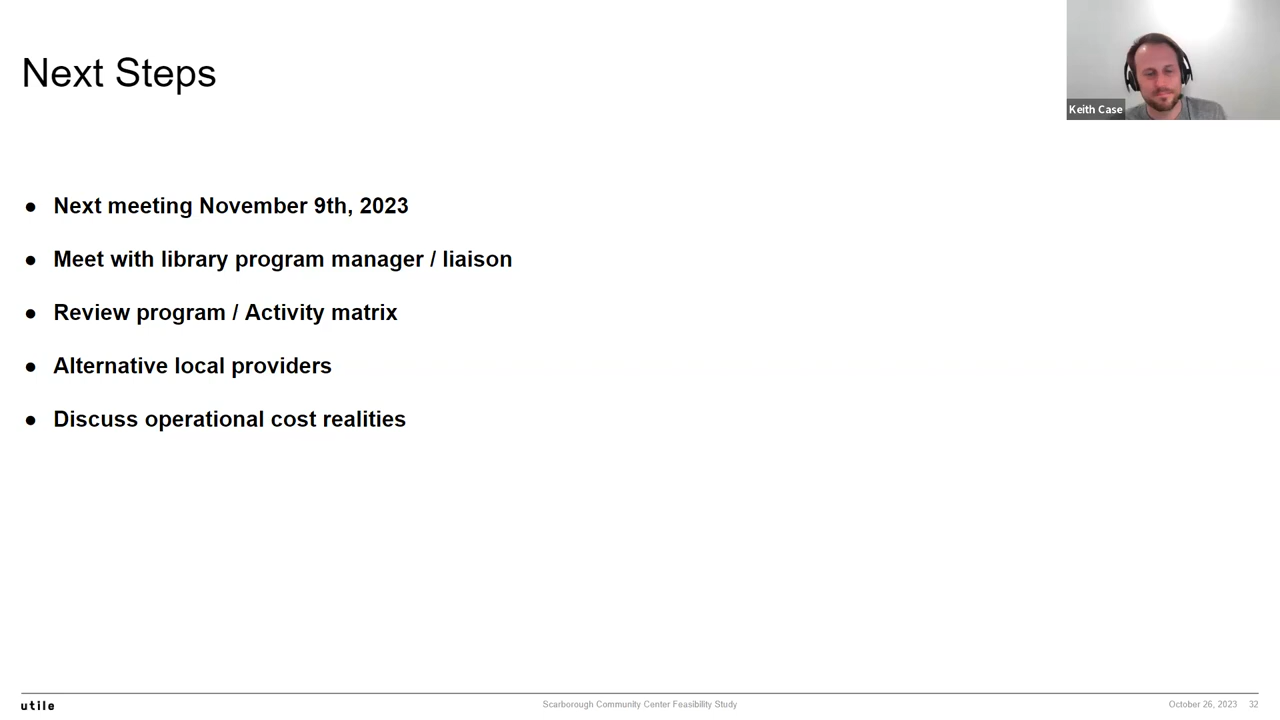 Next Steps
Keith Case
● Next meeting November 9th, 2023
● Meet with library program manager / liaison
● Review program / Activity matrix
● Alternative local providers
● Discuss operational cost realities
utile
Scarborough Community Center Feasibility Study
October 26, 2023 32